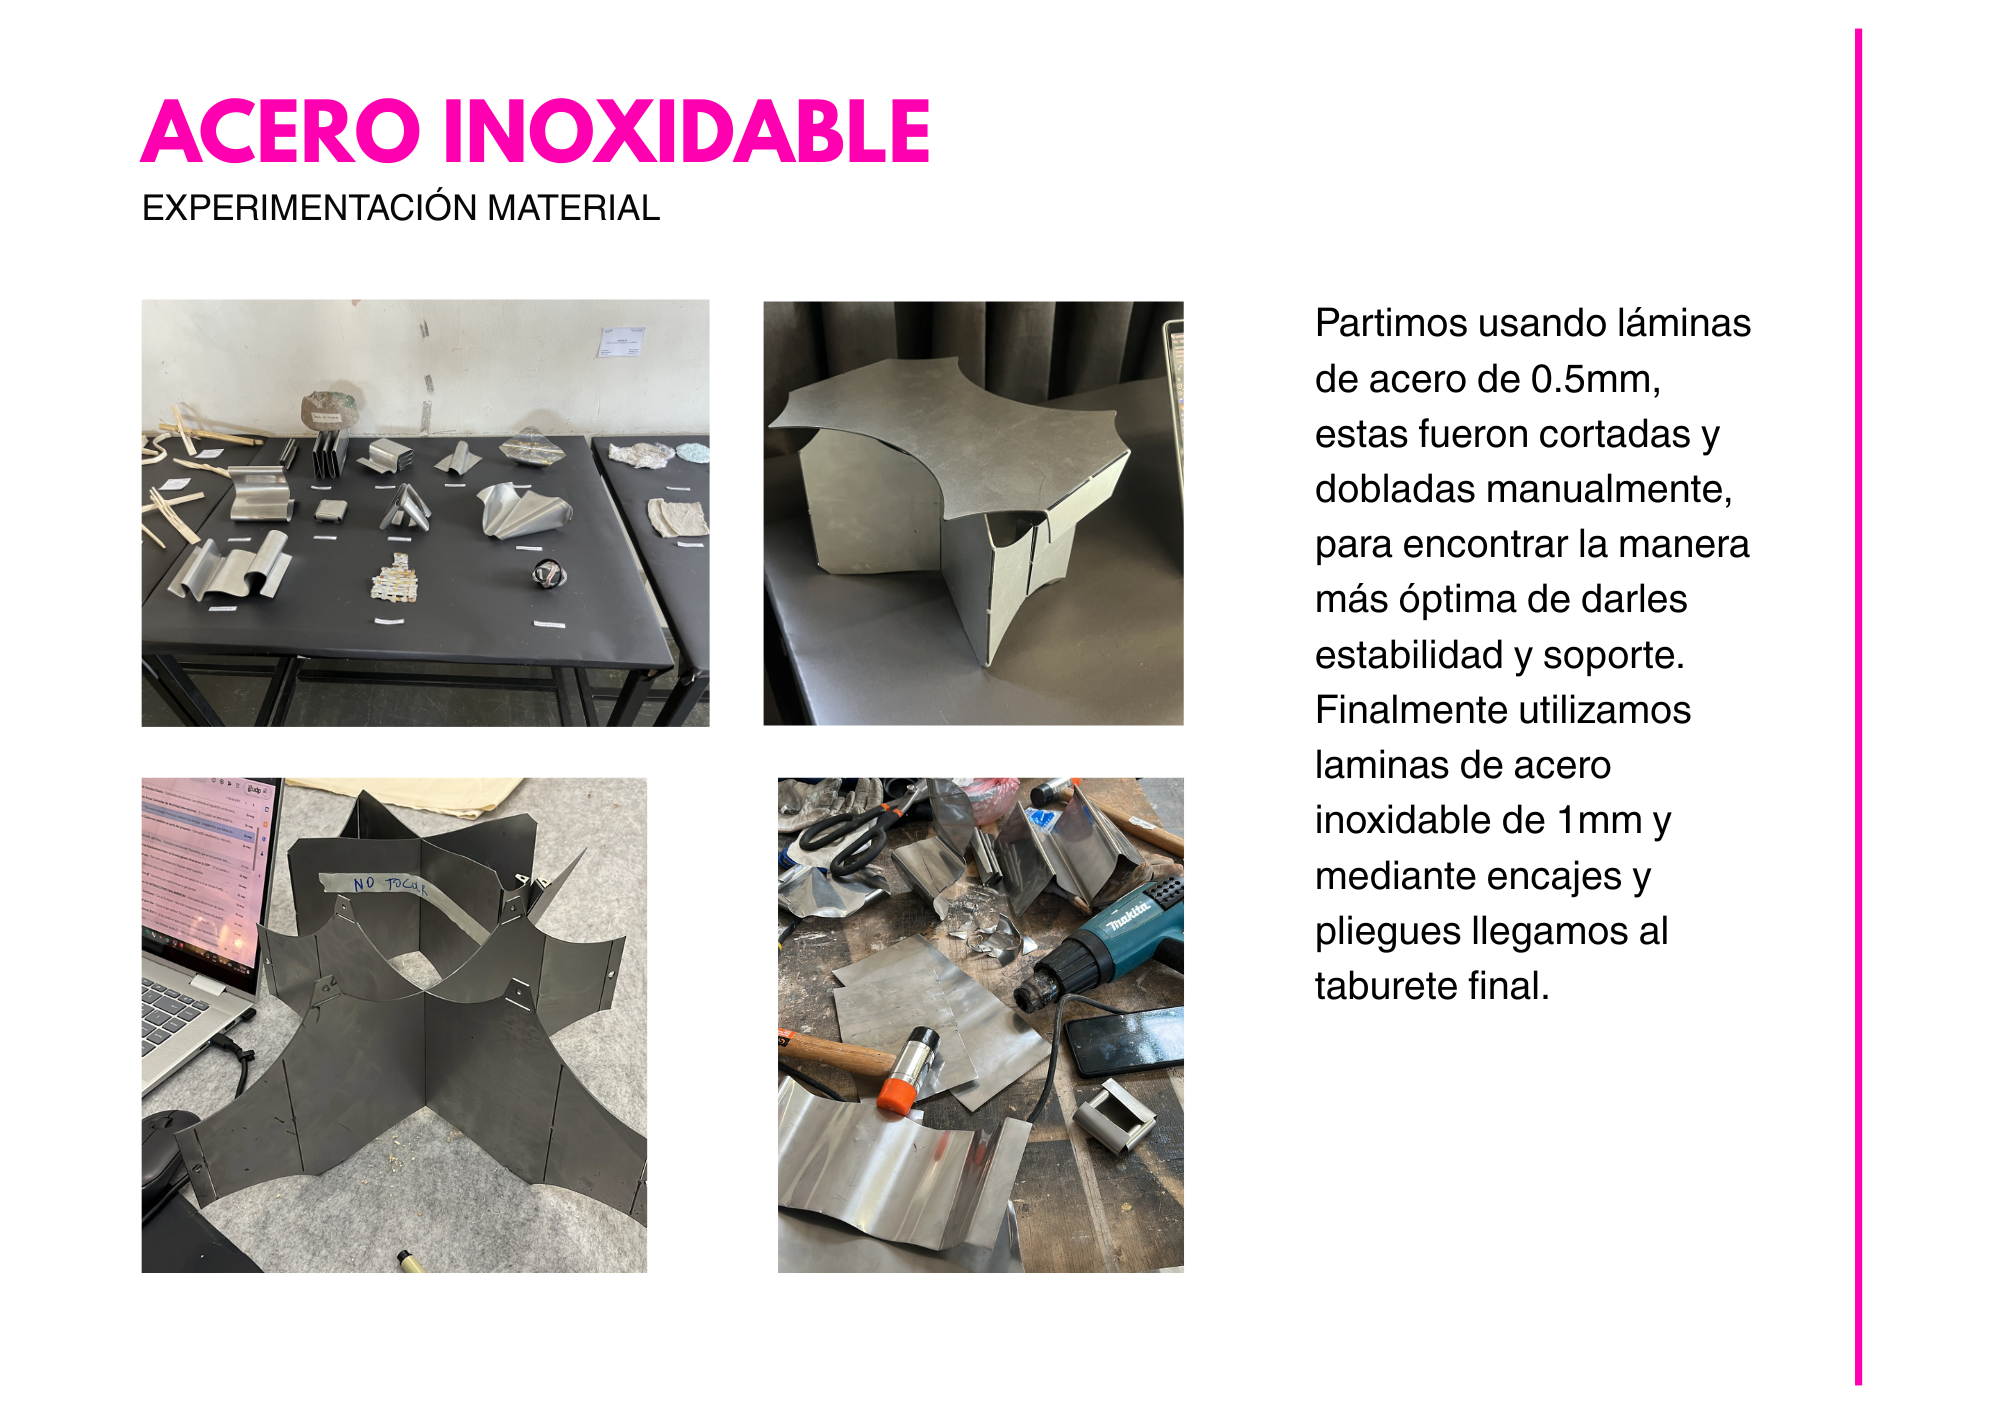 ACERO INOXIDABLE
EXPERIMENTACIÓN MATERIAL
Partimos usando láminas
de acero de 0.5mm,
estas fueron cortadas y
dobladas manualmente,
para encontrar la manera
más óptima de darles
estabilidad y soporte.
Finalmente utilizamos
laminas de acero
inoxidable de 1mm y
mediante encajes y
pliegues llegamos al
taburete final.
udp
NO TOCAR
makita